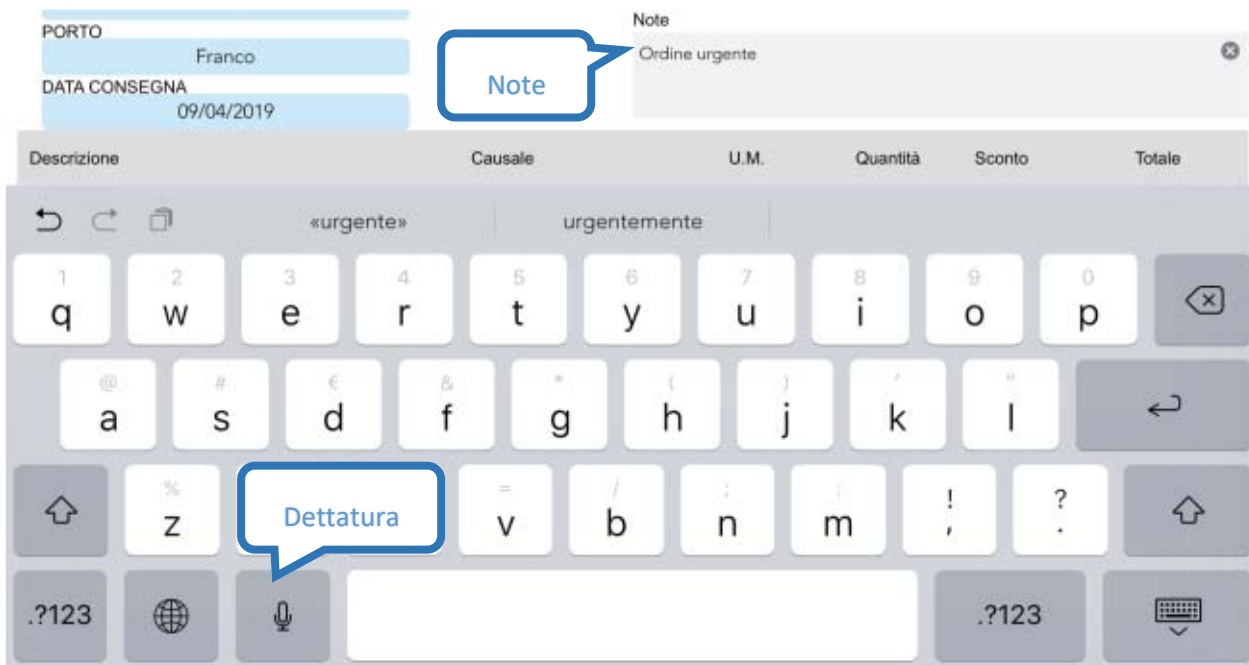 PORTO
Franco
DATA CONSEGNA
09/04/2019
Note
Ordine urgente
Note
Descrizione Causale U.M. Quantità Sconto Totale
«urgente» urgentemente
1 2 3 4 5 6 7 8 9 0
q w e r t y u i o p
@ # € & * ( ) ' "
a s d f g h j k l
% = / ; : ! ?
z v b n m , .
Dettatura
.?123 .?123